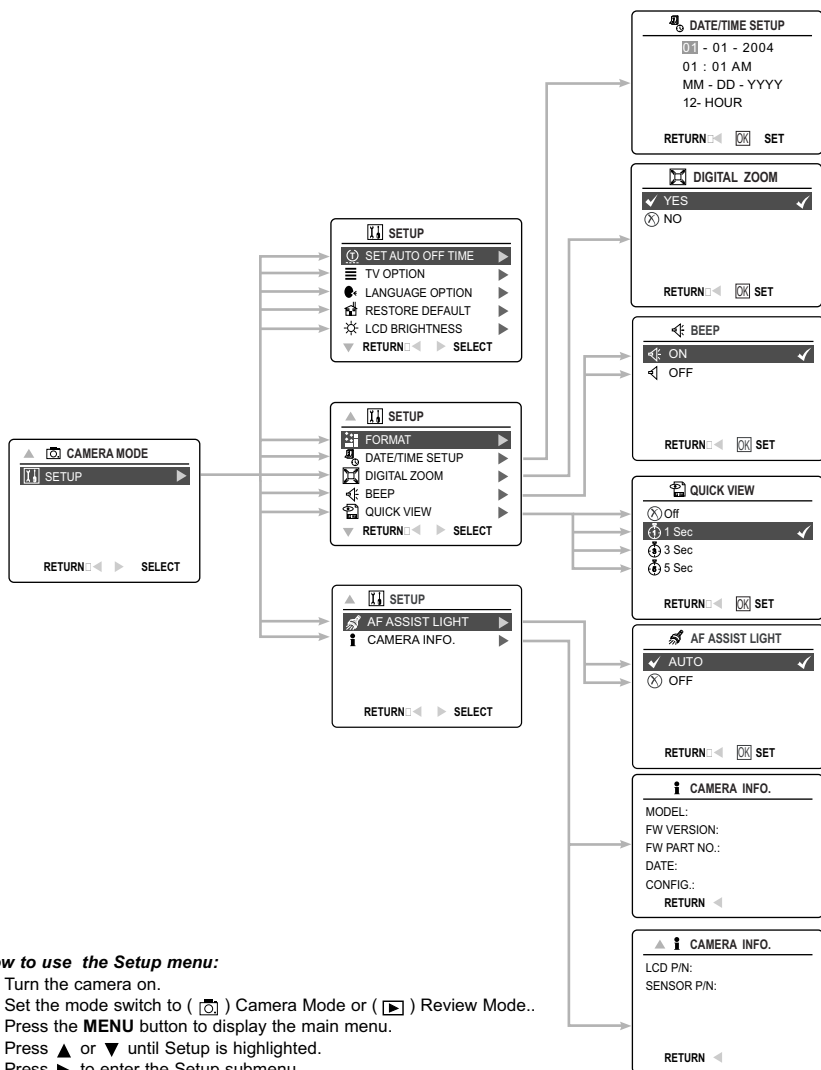 DATE/TIME SETUP
01 - 01 - 2004
01 : 01 AM
MM - DD - YYYY
12- HOUR
RETURN OK SET
DIGITAL ZOOM
YES
NO
RETURN OK SET
SETUP
SET AUTO OFF TIME
TV OPTION
LANGUAGE OPTION
RESTORE DEFAULT
LCD BRIGHTNESS
RETURN SELECT
BEEP
ON
OFF
RETURN OK SET
CAMERA MODE
SETUP
RETURN SELECT
SETUP
FORMAT
DATE/TIME SETUP
DIGITAL ZOOM
BEEP
QUICK VIEW
RETURN SELECT
QUICK VIEW
Off
1 Sec
3 Sec
5 Sec
RETURN OK SET
SETUP
AF ASSIST LIGHT
CAMERA INFO.
RETURN SELECT
AF ASSIST LIGHT
AUTO
OFF
RETURN OK SET
CAMERA INFO.
MODEL:
FW VERSION:
FW PART NO.:
DATE:
CONFIG.:
RETURN
CAMERA INFO.
LCD P/N:
SENSOR P/N:
RETURN
to use the Setup menu:
Turn the camera on.
Set the mode switch to ( ) Camera Mode or ( ▶ ) Review Mode..
Press the MENU button to display the main menu.
Press ▲ or ▼ until Setup is highlighted.
Press ▶ to enter the Setup submenu